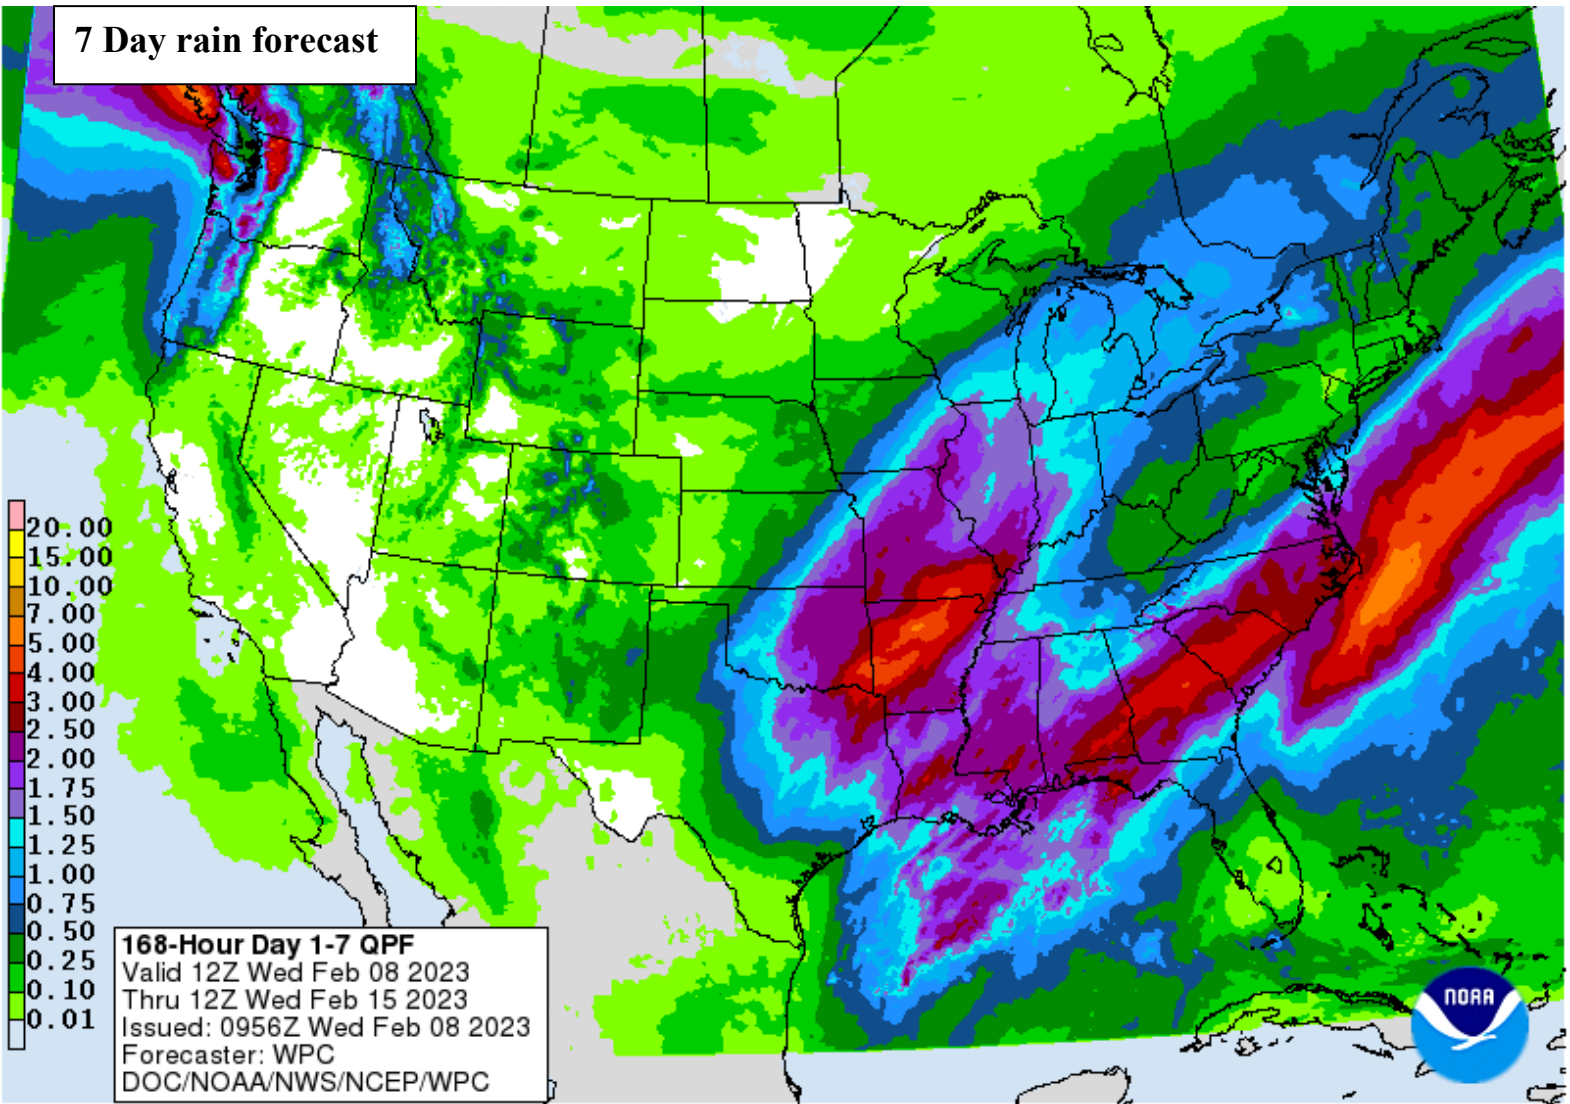 7 Day rain forecast
20.00
15.00
10.00
7.00
5.00
4.00
3.00
2.50
2.00
1.75
1.50
1.25
1.00
0.75
0.50
0.25
0.10
0.01
168-Hour Day 1-7 QPF
Valid 12Z Wed Feb 08 2023
Thru 12Z Wed Feb 15 2023
Issued: 0956Z Wed Feb 08 2023
Forecaster: WPC
DOC/NOAA/NWS/NCEP/WPC
NOAA